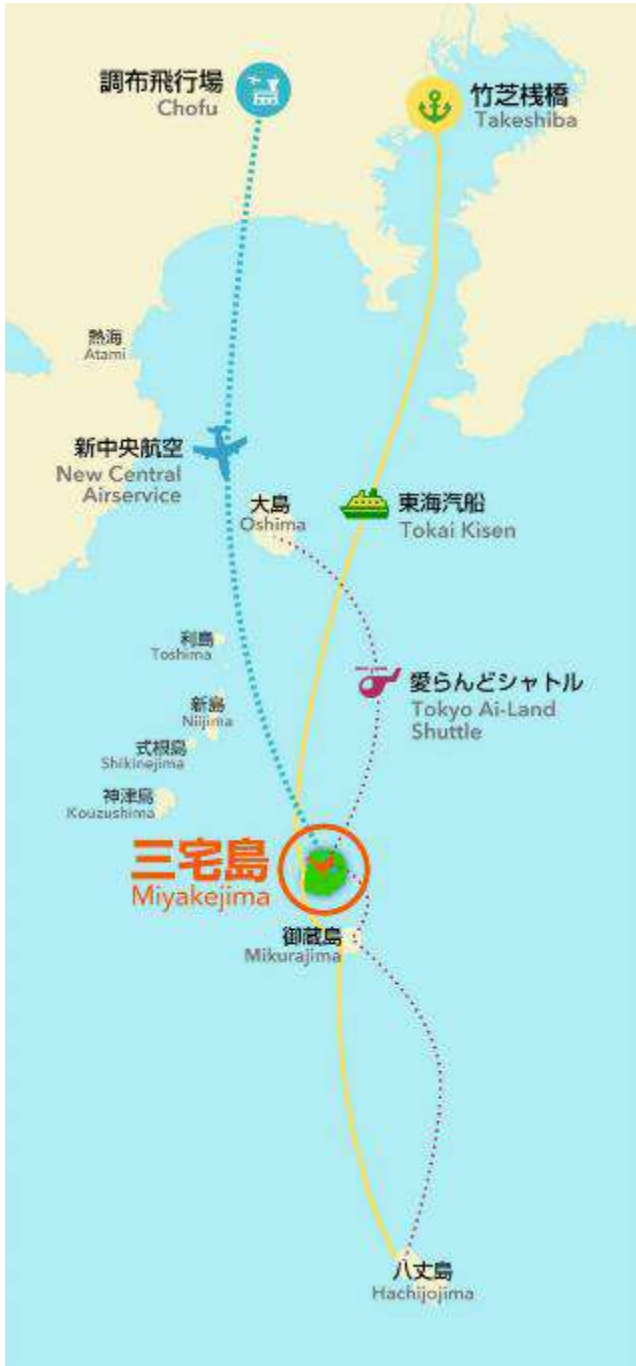 調布飛行場
Chofu
竹芝桟橋
Takeshiba
熱海
Atami
新中央航空
New Central
Airservice
大島
Oshima
東海汽船
Tokai Kisen
利島
Toshima
愛らんどシャトル
Tokyo Ai-Land
Shuttle
新島
Niijima
式根島
Shikinejima
神津島
Kouzushima
三宅島
Miyakejima
御蔵島
Mikurajima
八丈島
Hachijojima